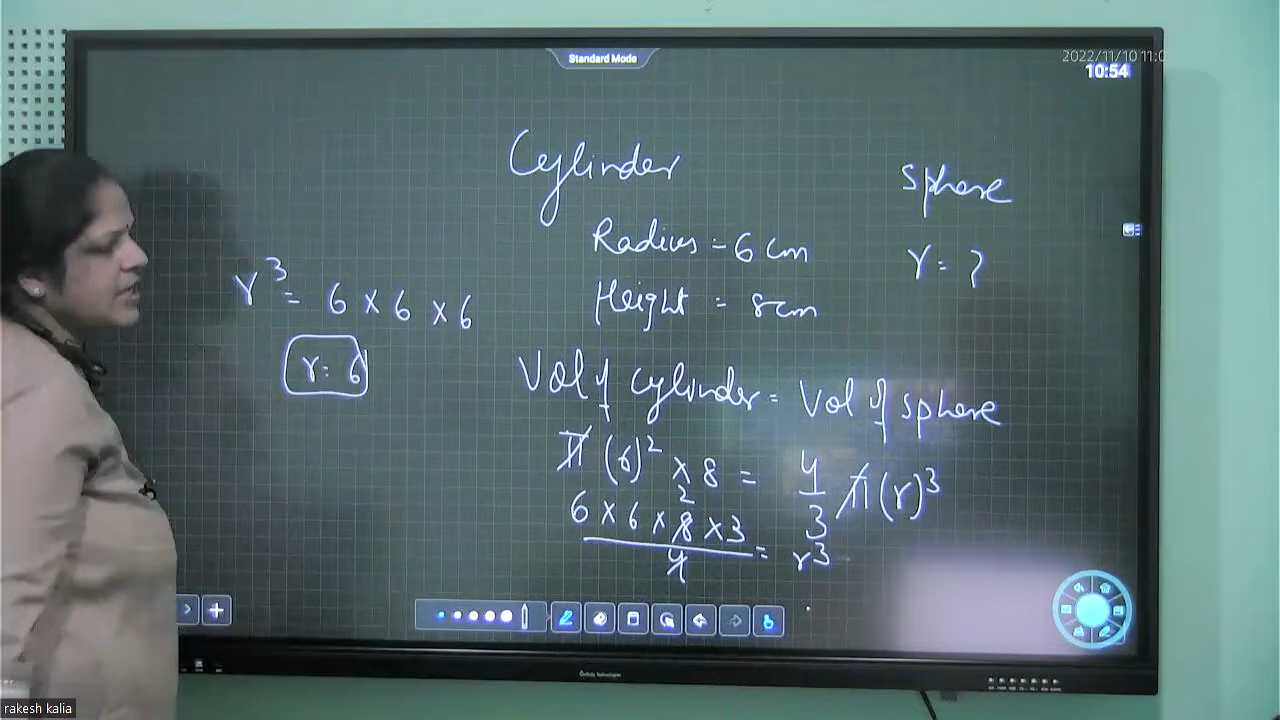 Standard Mode
2022/11/10 11:0
10:54
Cylinder
Sphere
Radius = 6 cm
r = ?
Height = 8cm
r³ = 6 × 6 × 6
r = 6
Vol of cylinder = Vol of sphere
π (6)² × 8 = 4/3 π (r)³
2
6 × 6 × 8 × 3 / 4 = r³
rakesh kalia